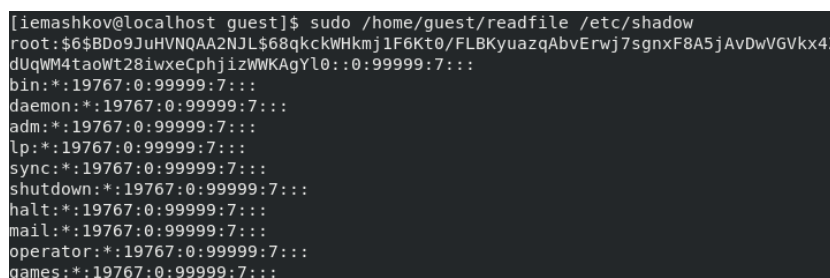 [iemashkov@localhost guest]$ sudo /home/guest/readfile /etc/shadow
root:$6$BDo9JuHVNQAA2NJL$68qkckWHkmj1F6Kt0/FLBKyuazqAbvErwj7sgnxF8A5jAvDwVGVkx4
dUqWM4taoWt28iwxeCphjizWWKAgYl0::0:99999:7:::
bin:*:19767:0:99999:7:::
daemon:*:19767:0:99999:7:::
adm:*:19767:0:99999:7:::
lp:*:19767:0:99999:7:::
sync:*:19767:0:99999:7:::
shutdown:*:19767:0:99999:7:::
halt:*:19767:0:99999:7:::
mail:*:19767:0:99999:7:::
operator:*:19767:0:99999:7:::
games:*:19767:0:99999:7:::